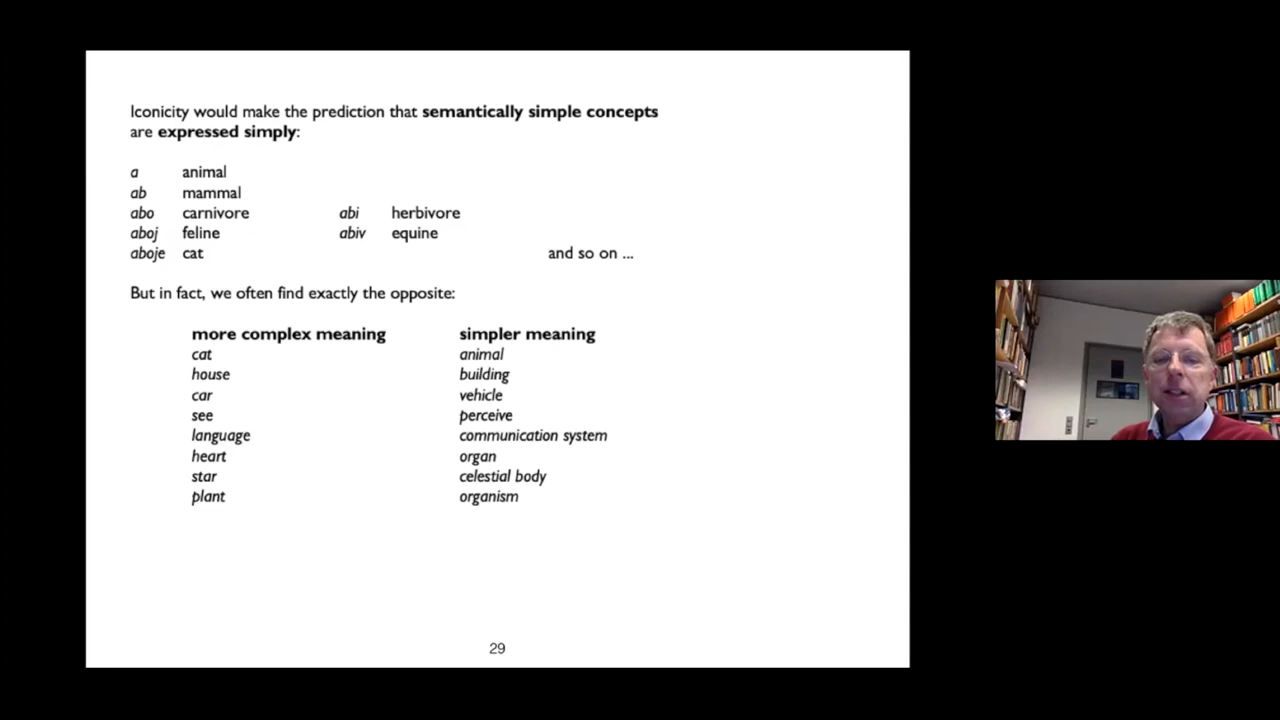 Iconicity would make the prediction that semantically simple concepts
are expressed simply:
a animal
ab mammal
abo carnivore abi herbivore
aboj feline abiv equine
aboje cat and so on ...
But in fact, we often find exactly the opposite:
more complex meaning simpler meaning
cat animal
house building
car vehicle
see perceive
language communication system
heart organ
star celestial body
plant organism
29